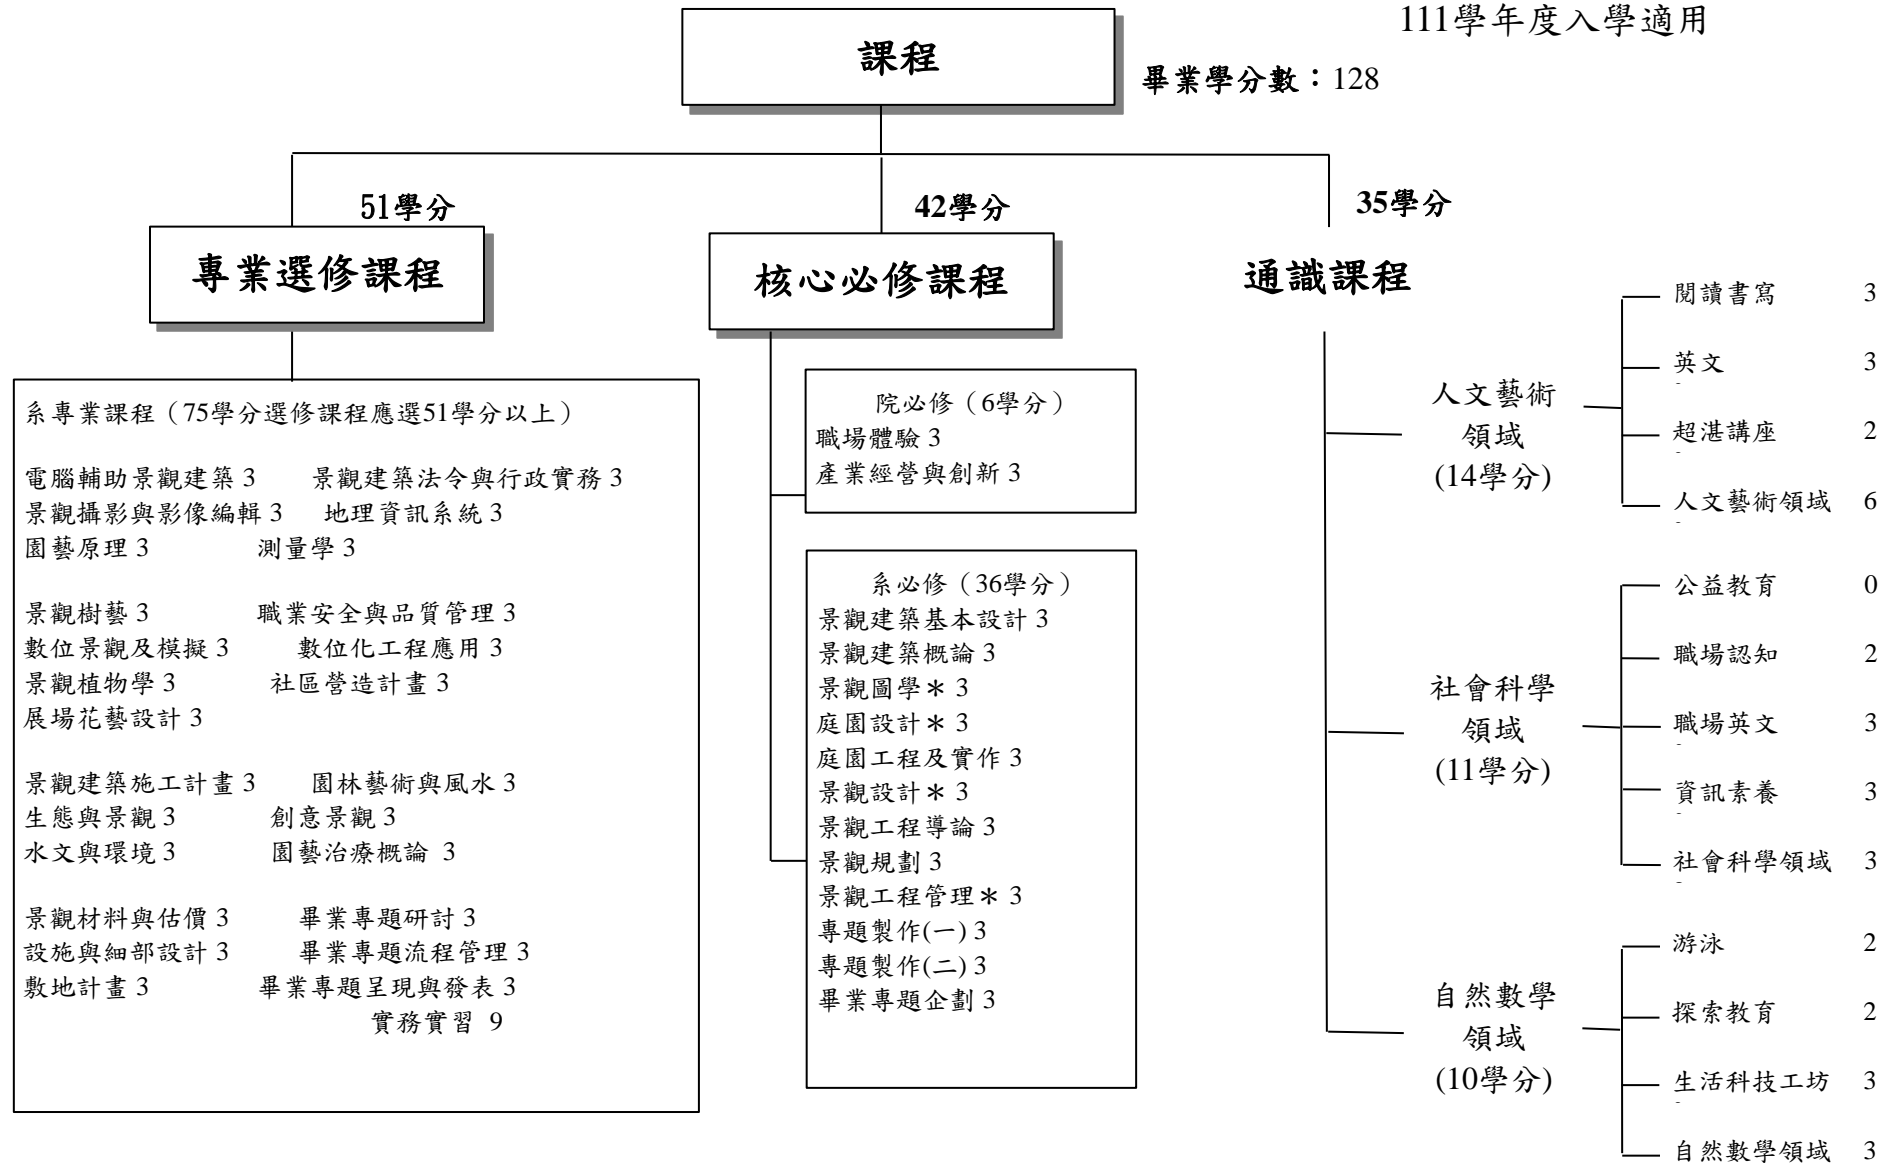 111學年度入學適用
課程
畢業學分數：128
51學分
42學分
35學分
專業選修課程
核心必修課程
通識課程
系專業課程（75學分選修課程應選51學分以上）
電腦輔助景觀建築 3 景觀建築法令與行政實務 3
景觀攝影與影像編輯 3 地理資訊系統 3
園藝原理 3 測量學 3
景觀樹藝 3 職業安全與品質管理 3
數位景觀及模擬 3 數位化工程應用 3
景觀植物學 3 社區營造計畫 3
展場花藝設計 3
景觀建築施工計畫 3 園林藝術與風水 3
生態與景觀 3 創意景觀 3
水文與環境 3 園藝治療概論 3
景觀材料與估價 3 畢業專題研討 3
設施與細部設計 3 畢業專題流程管理 3
敷地計畫 3 畢業專題呈現與發表 3
實務實習 9
院必修（6學分）
職場體驗 3
產業經營與創新 3
系必修（36學分）
景觀建築基本設計 3
景觀建築概論 3
景觀圖學＊ 3
庭園設計＊ 3
庭園工程及實作 3
景觀設計＊ 3
景觀工程導論 3
景觀規劃 3
景觀工程管理＊ 3
專題製作(一) 3
專題製作(二) 3
畢業專題企劃 3
人文藝術
領域
(14學分)
閱讀書寫 3
英文 3
超湛講座 2
人文藝術領域 6
社會科學
領域
(11學分)
公益教育 0
職場認知 2
職場英文 3
資訊素養 3
社會科學領域 3
自然數學
領域
(10學分)
游泳 2
探索教育 2
生活科技工坊 3
自然數學領域 3